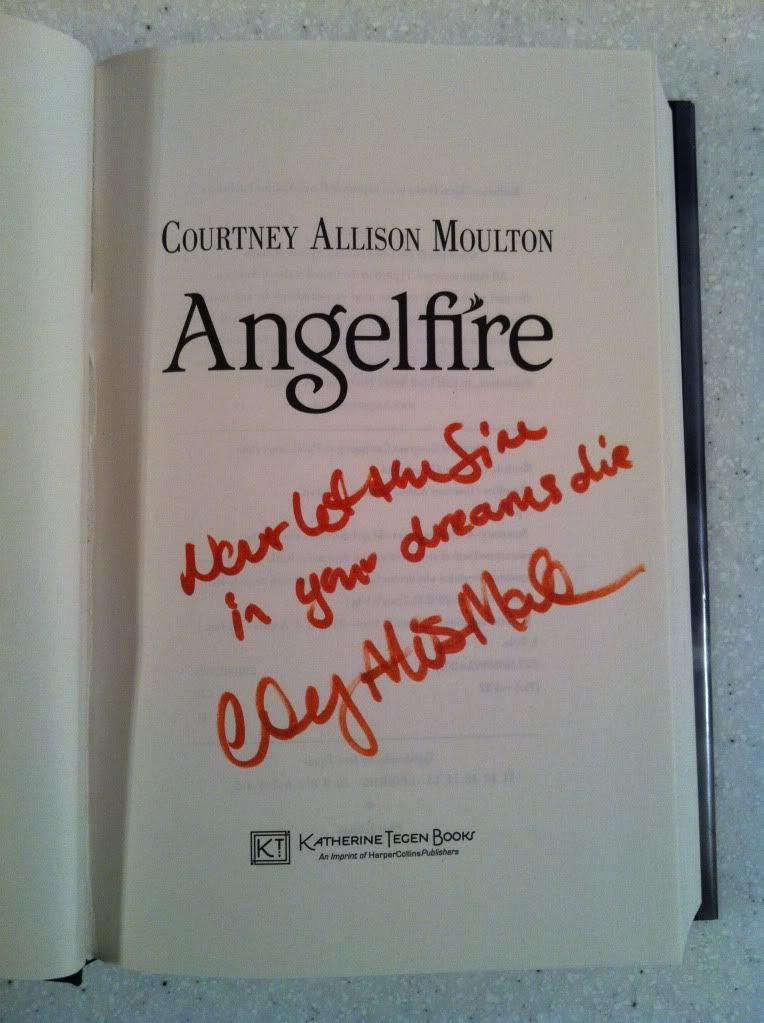 COURTNEY ALLISON MOULTON
Angelfire
Never let the fire
in your dreams die
KT
KATHERINE TEGEN BOOKS
An Imprint of HarperCollinsPublishers